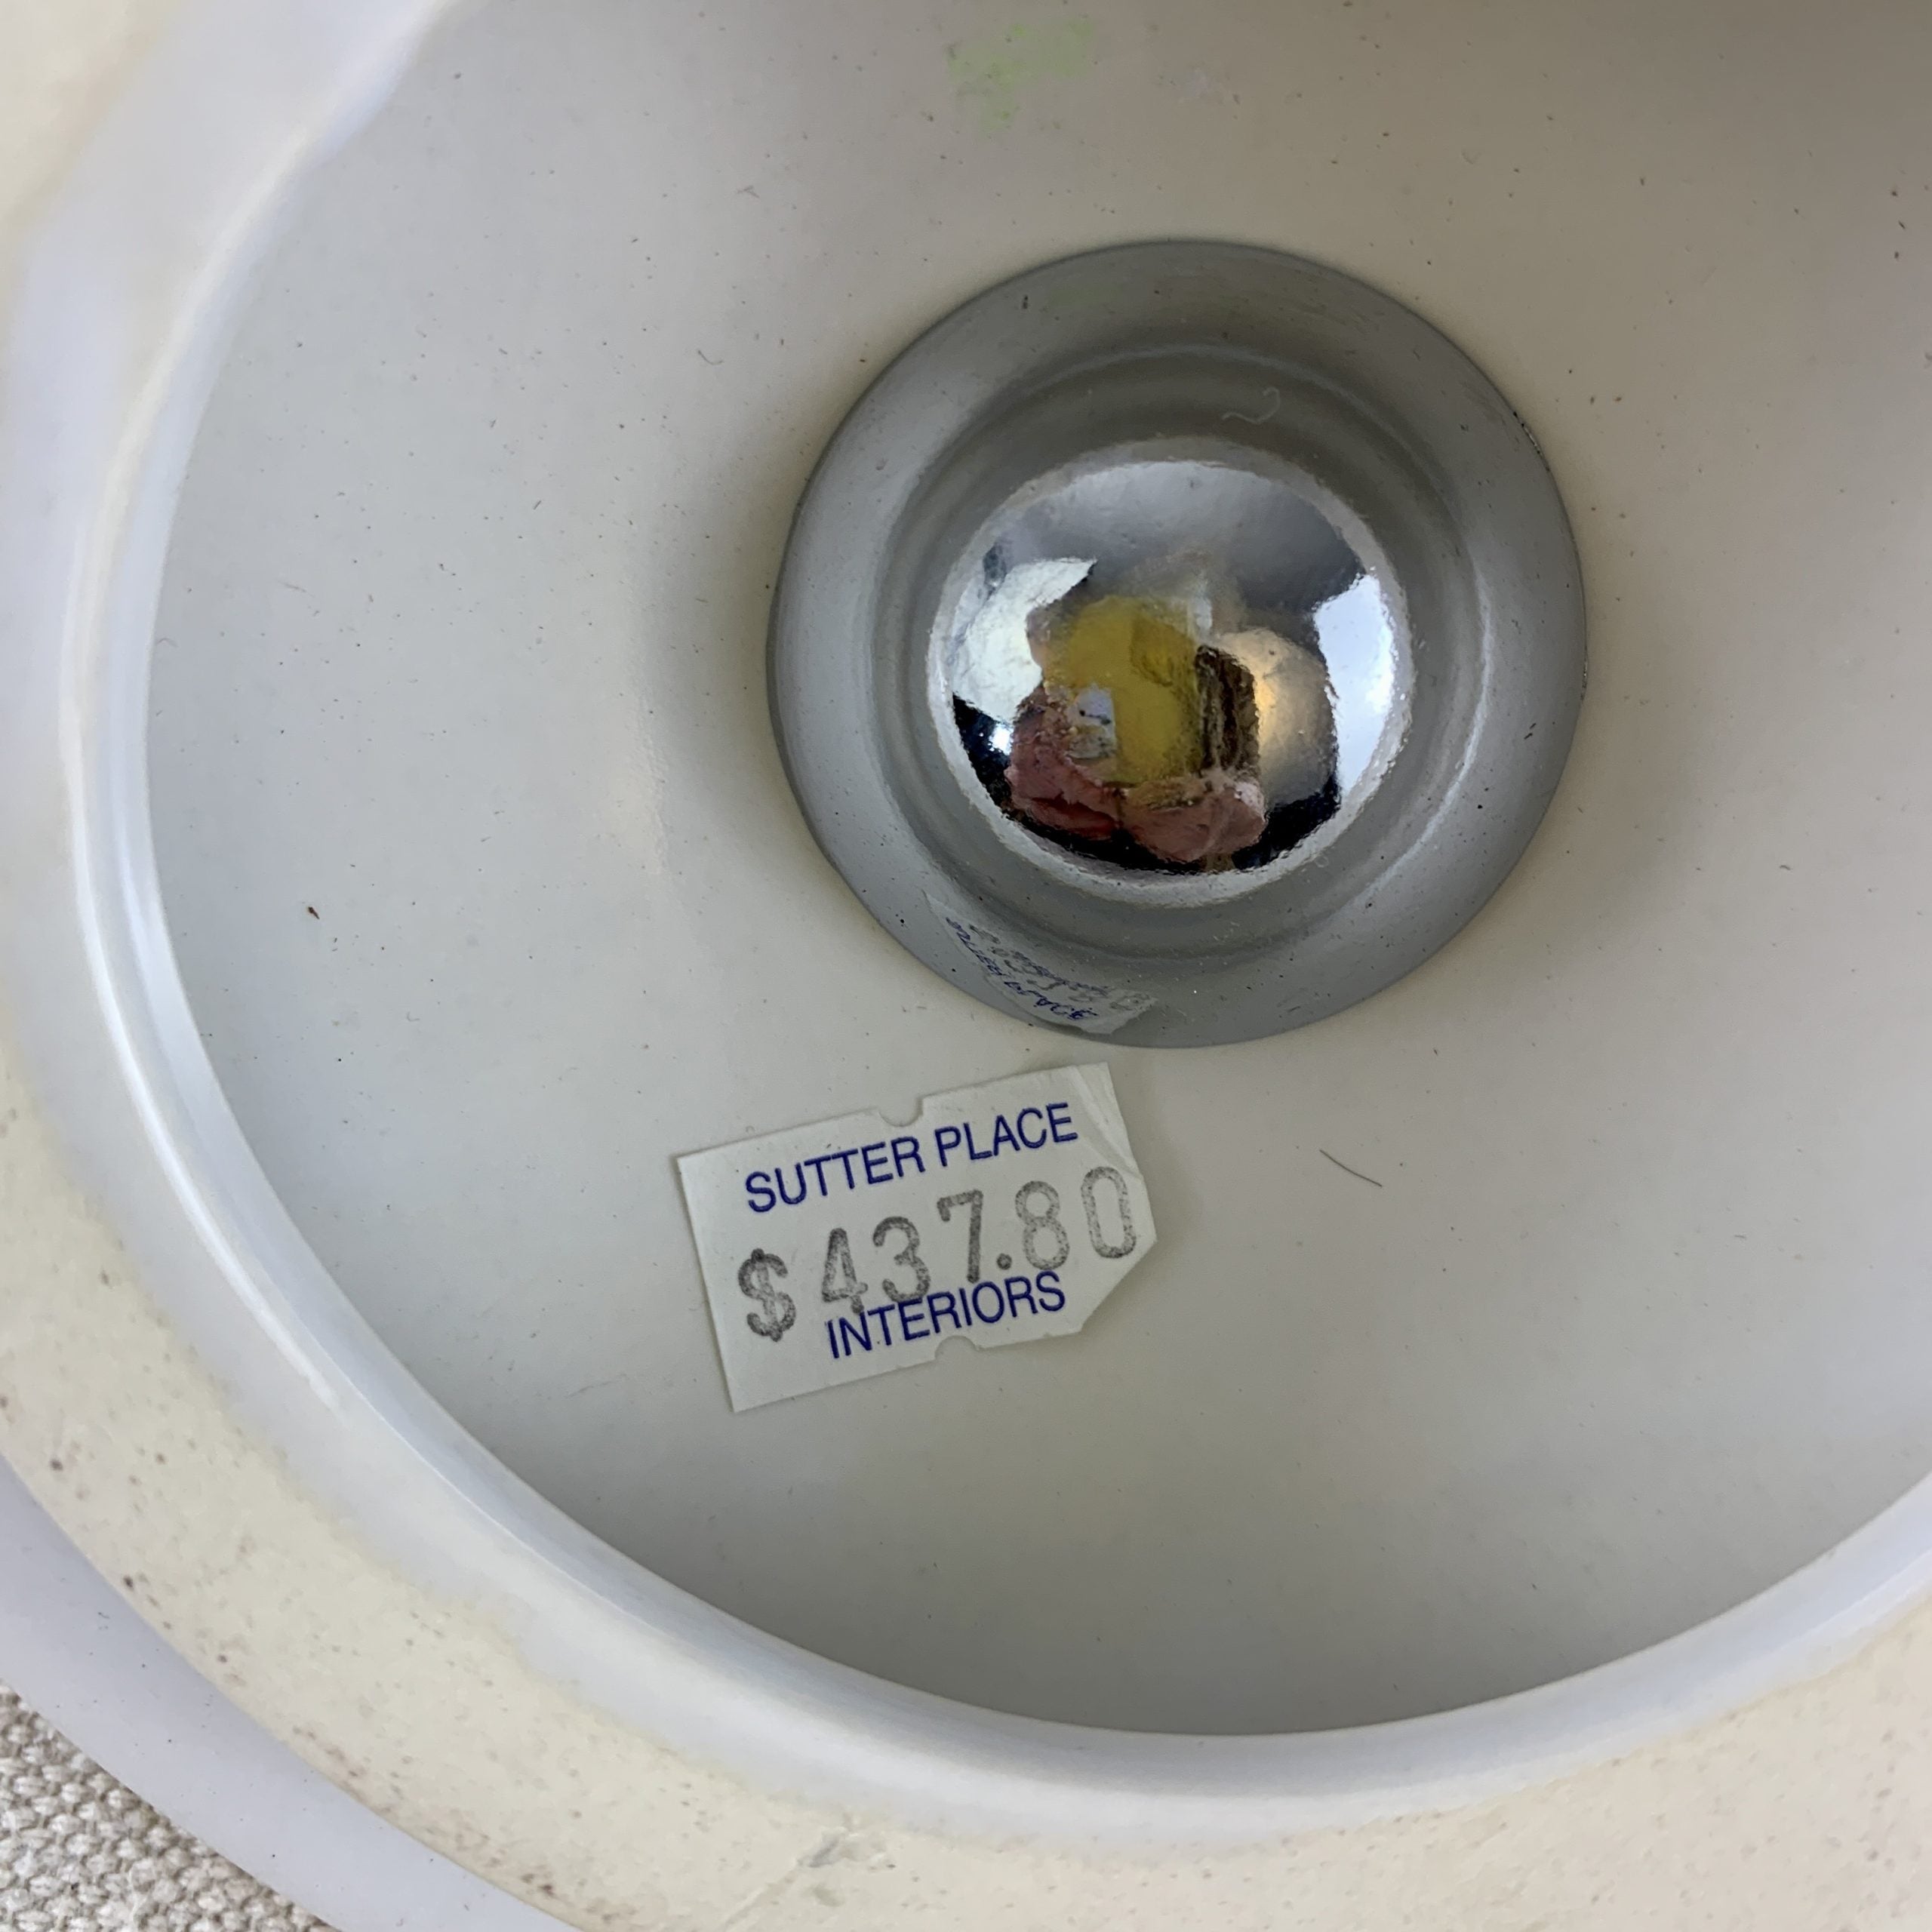 SUTTER PLACE
$437.80
INTERIORS